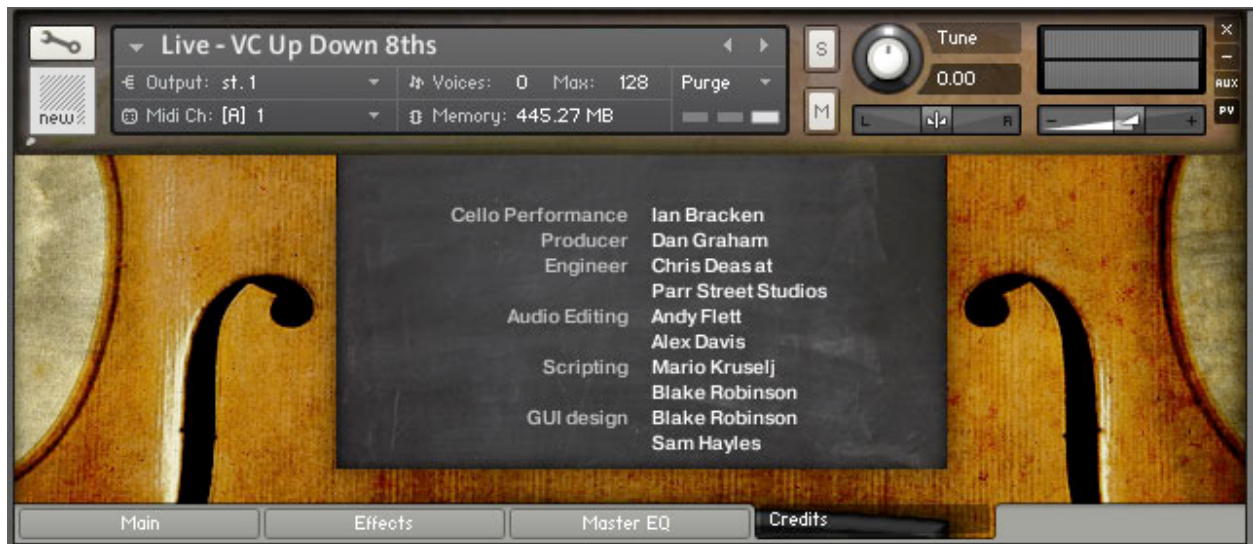 Live - VC Up Down 8ths
S
Tune
X
–
Output: st. 1
Voices: 0 Max: 128
Purge
0.00
AUX
new
Midi Ch: [A] 1
Memory: 445.27 MB
M
L
R
-
+
PV
Cello Performance Ian Bracken
Producer Dan Graham
Engineer Chris Deas at
Parr Street Studios
Audio Editing Andy Flett
Alex Davis
Scripting Mario Kruselj
Blake Robinson
GUI design Blake Robinson
Sam Hayles
Main Effects Master EQ Credits